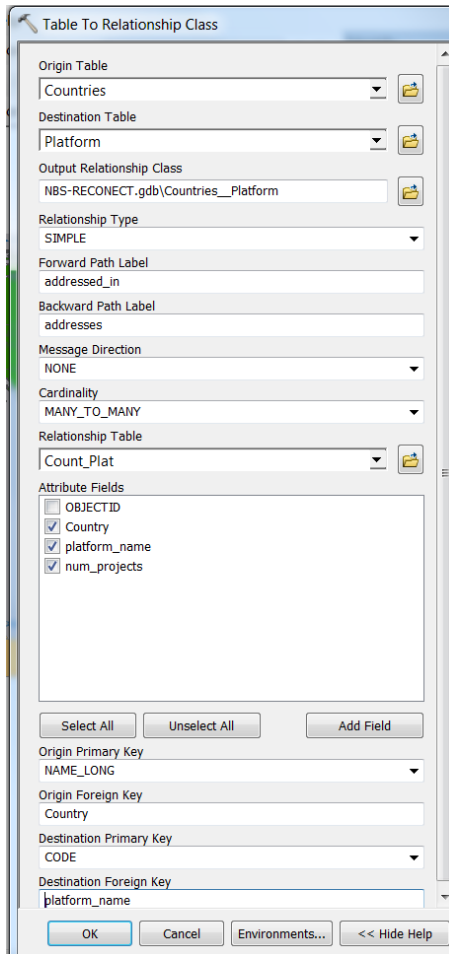 Table To Relationship Class
Origin Table
Countries
Destination Table
Platform
Output Relationship Class
NBS-RECONECT.gdb\Countries__Platform
Relationship Type
SIMPLE
Forward Path Label
addressed_in
Backward Path Label
addresses
Message Direction
NONE
Cardinality
MANY_TO_MANY
Relationship Table
Count_Plat
Attribute Fields
OBJECTID
Country
platform_name
num_projects
Select All Unselect All Add Field
Origin Primary Key
NAME_LONG
Origin Foreign Key
Country
Destination Primary Key
CODE
Destination Foreign Key
platform_name
OK Cancel Environments... << Hide Help